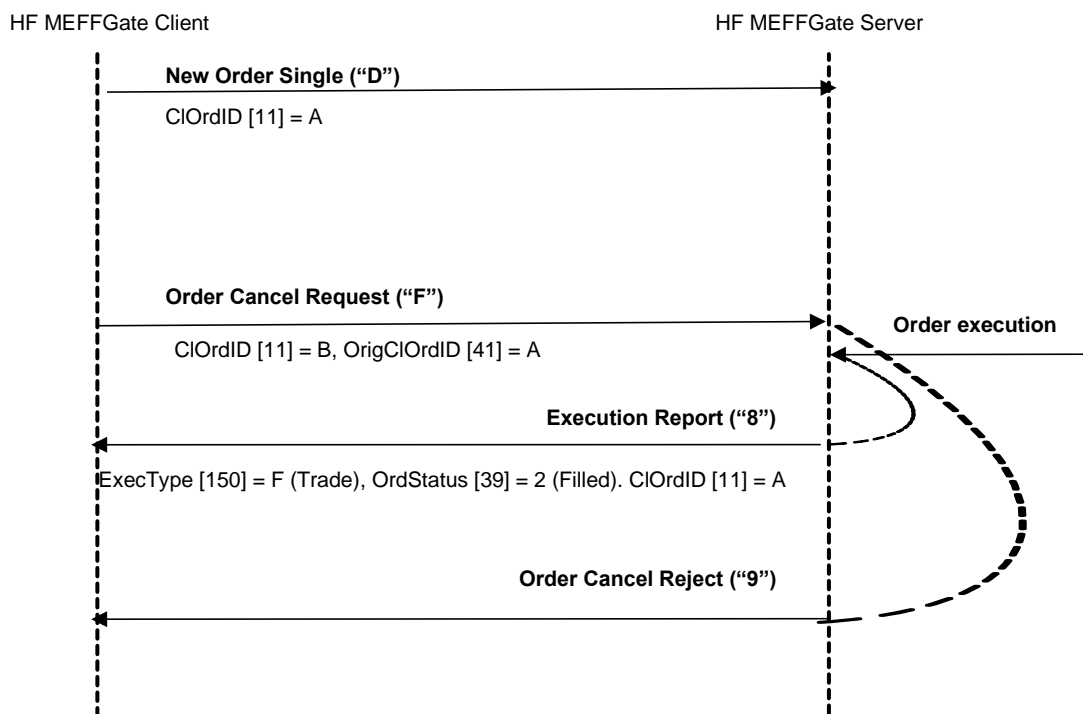 HF MEFFGate Client
HF MEFFGate Server
New Order Single (“D”)
ClOrdID [11] = A
Order Cancel Request (“F”)
Order execution
ClOrdID [11] = B, OrigClOrdID [41] = A
Execution Report (“8”)
ExecType [150] = F (Trade), OrdStatus [39] = 2 (Filled). ClOrdID [11] = A
Order Cancel Reject (“9”)